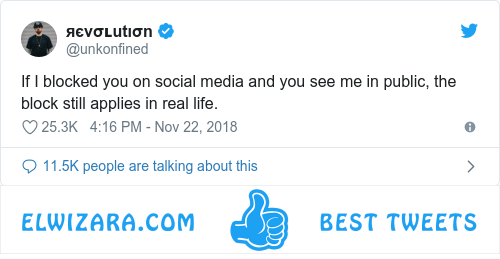 яєvσʟutισn
@unkonfined
If I blocked you on social media and you see me in public, the
block still applies in real life.
25.3K 4:16 PM - Nov 22, 2018
11.5K people are talking about this
ELWIZARA.COM BEST TWEETS